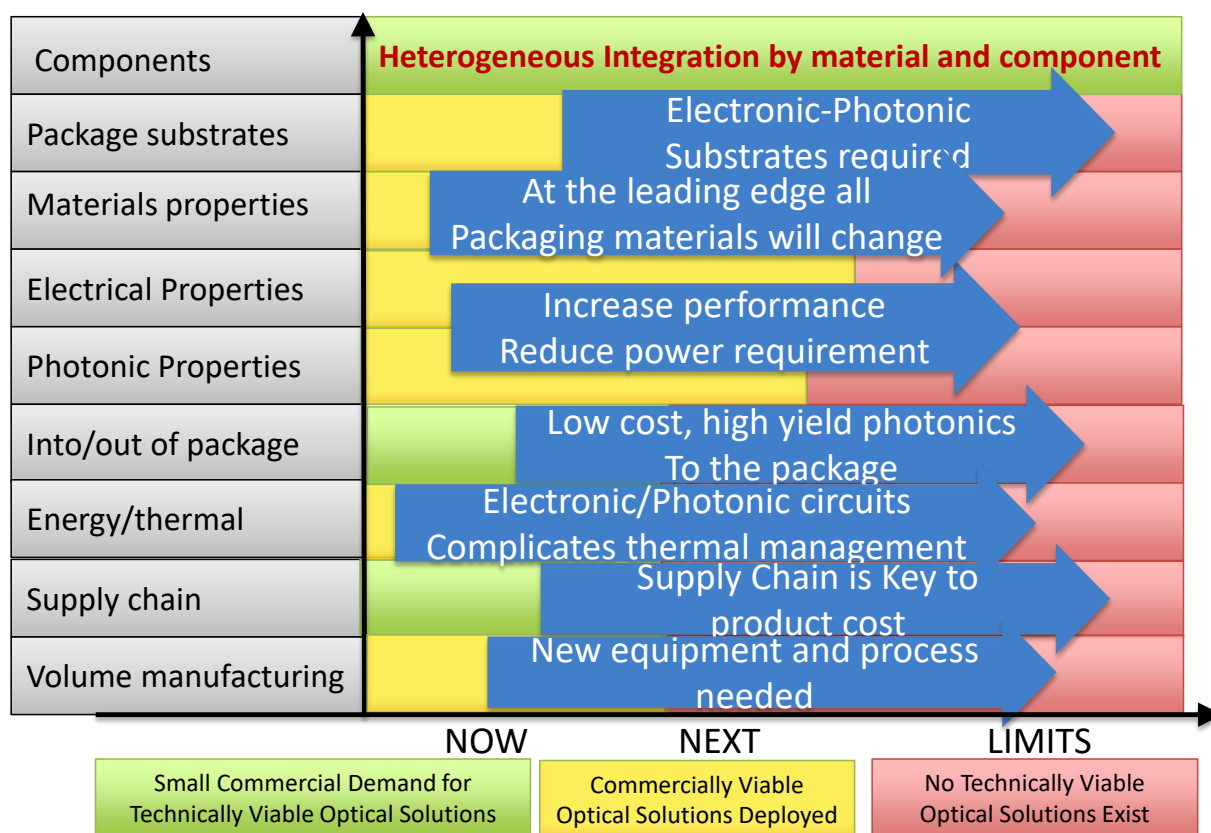 Components
Heterogeneous Integration by material and component
Package substrates
Electronic-Photonic
Substrates required
Materials properties
At the leading edge all
Packaging materials will change
Electrical Properties
Increase performance
Reduce power requirement
Photonic Properties
Into/out of package
Low cost, high yield photonics
To the package
Energy/thermal
Electronic/Photonic circuits
Complicates thermal management
Supply chain
Supply Chain is Key to
product cost
Volume manufacturing
New equipment and process
needed
NOW
NEXT
LIMITS
Small Commercial Demand for
Technically Viable Optical Solutions
Commercially Viable
Optical Solutions Deployed
No Technically Viable
Optical Solutions Exist